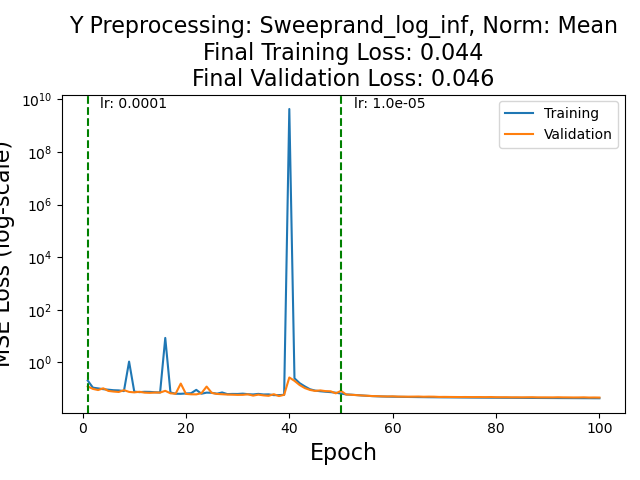 Y Preprocessing: Sweeprand_log_inf, Norm: Mean
Final Training Loss: 0.044
Final Validation Loss: 0.046
lr: 0.0001
lr: 1.0e-05
Training
Validation
10^10
10^8
10^6
10^4
10^2
10^0
MSE Loss (log-scale)
0
20
40
60
80
100
Epoch